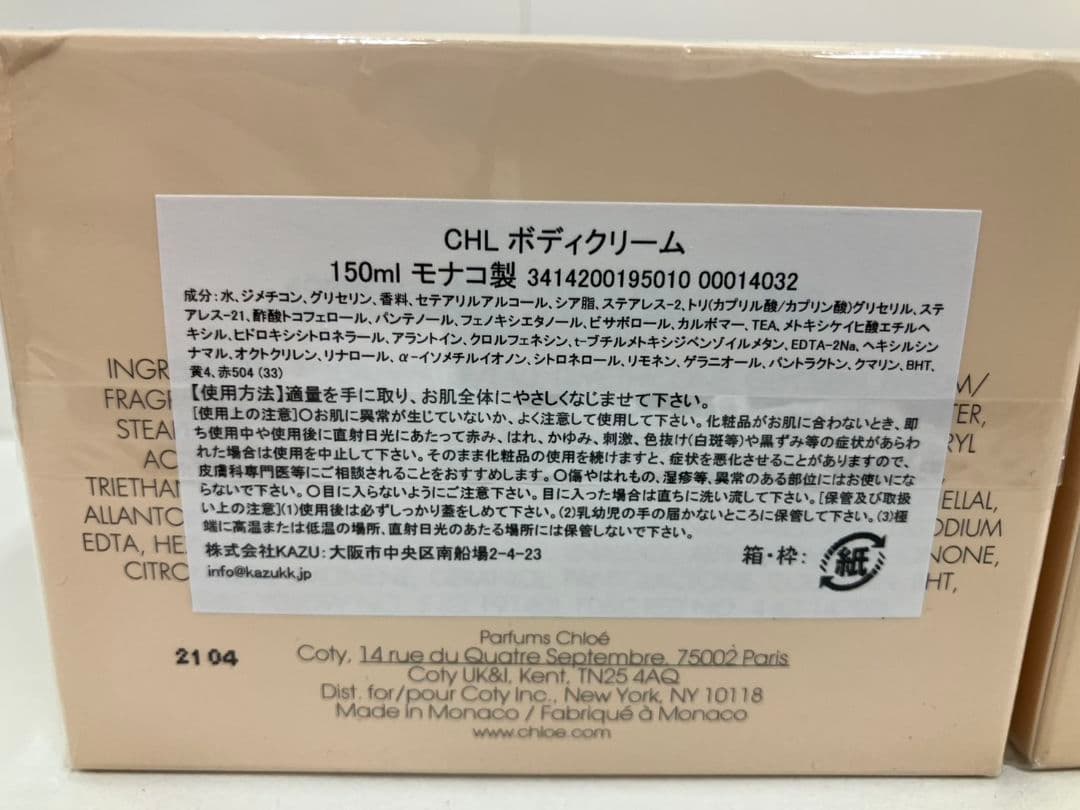 CHL ボディクリーム
150ml モナコ製 3414200195010 00014032
成分：水、ジメチコン、グリセリン、香料、セテアリルアルコール、シア脂、ステアレス-2、トリ(カプリル酸/カプリン酸)グリセリル、ステ
アレス-21、酢酸トコフェロール、パンテノール、フェノキシエタノール、ビサボロール、カルボマー、TEA、メトキシケイヒ酸エチルヘ
キシル、ヒドロキシシトロネラール、アラントイン、クロルフェネシン、t-ブチルメトキシジベンゾイルメタン、EDTA-2Na、ヘキシルシン
ナマル、オクトクリレン、リナロール、α-イソメチルイオノン、シトロネロール、リモネン、ゲラニオール、パントラクトン、クマリン、BHT、
黄4、赤504 (33)
【使用方法】適量を手に取り、お肌全体にやさしくなじませて下さい。
[使用上の注意]〇お肌に異常が生じていないか、よく注意して使用して下さい。化粧品がお肌に合わないとき、即
ち使用中や使用後に直射日光にあたって赤み、はれ、かゆみ、刺激、色抜け(白斑等)や黒ずみ等の症状があらわ
れた場合は使用を中止して下さい。そのまま化粧品の使用を続けますと、症状を悪化させることがありますので、
皮膚科専門医等にご相談されることをおすすめします。〇傷やはれもの、湿疹等、異常のある部位にはお使いにな
らないで下さい。〇目に入らないようにご注意下さい。目に入った場合は直ちに洗い流して下さい。[保管及び取扱
い上の注意](1)使用後は必ずしっかり蓋をしめて下さい。(2)乳幼児の手の届かないところに保管して下さい。(3)極
端に高温または低温の場所、直射日光のあたる場所には保管しないで下さい。
株式会社KAZU：大阪市中央区南船場2-4-23
箱・枠： 紙
info@kazukk.jp
INGR
FRAG
STEA
AC
TRIETHAN
ALLANTO
EDTA, HE
CITRO
M/
TER,
RYL
ELLAL,
ODIUM
NONE,
HT,
2104
Parfums Chloé
Coty, 14 rue du Quatre Septembre, 75002 Paris
Coty UK&I, Kent, TN25 4AQ
Dist. for/pour Coty Inc., New York, NY 10118
Made in Monaco / Fabriqué à Monaco
www.chloe.com